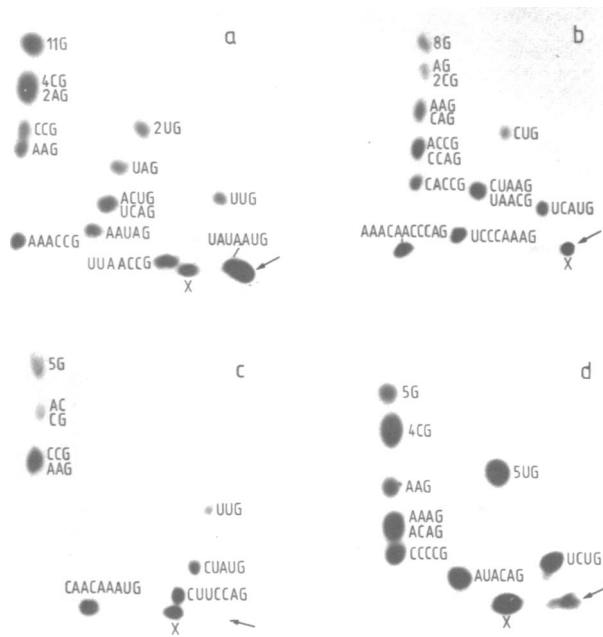 a
11G
4CG
2AG
CCG
2UG
AAG
UAG
ACUG
UCAG
UUG
AAUAG
AAACCG
UAUAAUG
UUAACCG
X
b
8G
AG
2CG
AAG
CAG
CUG
ACCG
CCAG
CACCG
CUAAG
UAACG
UCAUG
AAACAACCCAG
UCCCAAAG
X
c
5G
AC
CG
CCG
AAG
UUG
CUAUG
CAACAAAUG
CUUCCAG
X
d
5G
4CG
5UG
AAG
AAAG
ACAG
CCCCG
UCUG
AUACAG
X